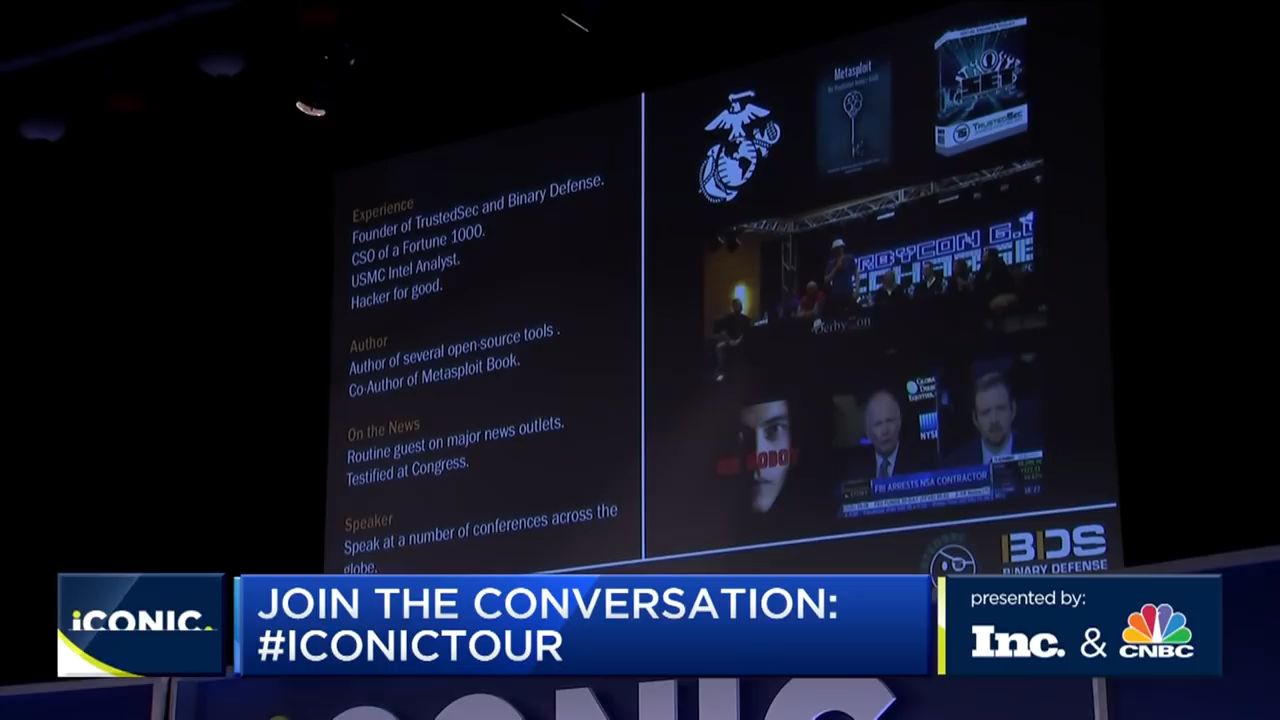 Experience
Founder of TrustedSec and Binary Defense.
CSO of a Fortune 1000.
USMC Intel Analyst.
Hacker for good.
Author
Author of several open-source tools .
Co-Author of Metasploit Book.
On the News
Routine guest on major news outlets.
Testified at Congress.
Speaker
Speak at a number of conferences across the
globe.
Metasploit
TRUSTEDSEC
FBI ARRESTS NSA CONTRACTOR
NYSE
BDS
BINARY DEFENSE
iCONIC.
JOIN THE CONVERSATION:
#ICONICTOUR
presented by:
Inc. & CNBC
ICONIC